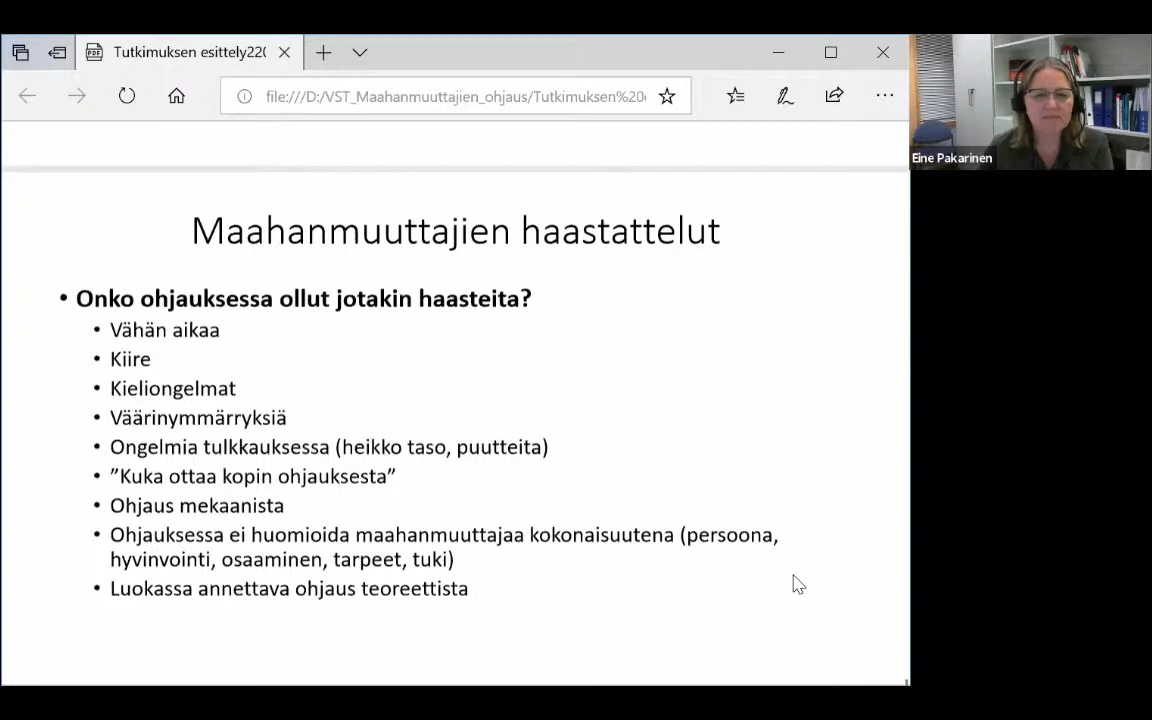 Tutkimuksen esittely220
file:///D:/VST_Maahanmuuttajien_ohjaus/Tutkimuksen%20
Eine Pakarinen
Maahanmuuttajien haastattelut
• Onko ohjauksessa ollut jotakin haasteita?
• Vähän aikaa
• Kiire
• Kieliongelmat
• Väärinymmärryksiä
• Ongelmia tulkkauksessa (heikko taso, puutteita)
• ”Kuka ottaa kopin ohjauksesta”
• Ohjaus mekaanista
• Ohjauksessa ei huomioida maahanmuuttajaa kokonaisuutena (persoona,
hyvinvointi, osaaminen, tarpeet, tuki)
• Luokassa annettava ohjaus teoreettista